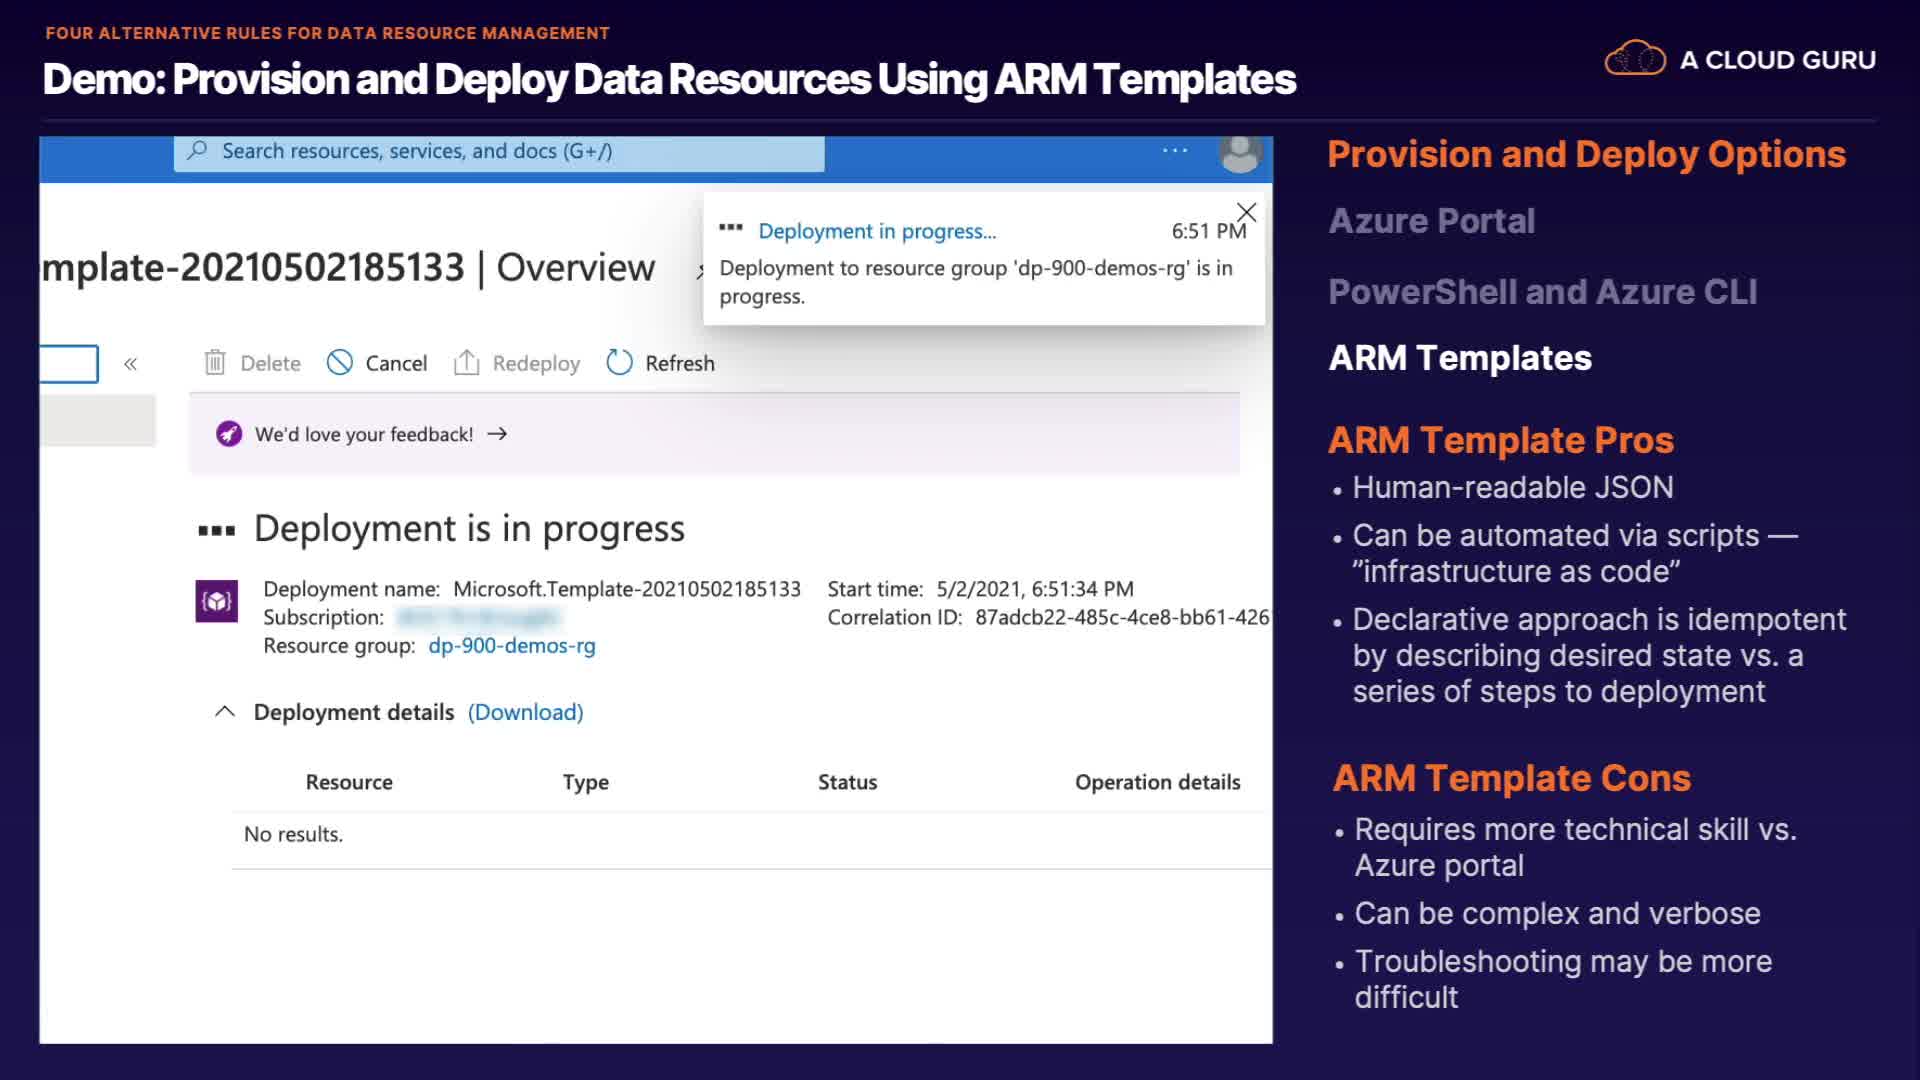 FOUR ALTERNATIVE RULES FOR DATA RESOURCE MANAGEMENT
Demo: Provision and Deploy Data Resources Using ARM Templates
A CLOUD GURU
Search resources, services, and docs (G+/)
Deployment in progress...
6:51 PM
Deployment to resource group 'dp-900-demos-rg' is in
progress.
mplate-20210502185133 | Overview
Delete
Cancel
Redeploy
Refresh
We'd love your feedback!
Deployment is in progress
Deployment name: Microsoft.Template-20210502185133
Subscription:
Resource group: dp-900-demos-rg
Start time: 5/2/2021, 6:51:34 PM
Correlation ID: 87adcb22-485c-4ce8-bb61-426
Deployment details (Download)
Resource Type Status Operation details
No results.
Provision and Deploy Options
Azure Portal
PowerShell and Azure CLI
ARM Templates
ARM Template Pros
• Human-readable JSON
• Can be automated via scripts —
”infrastructure as code”
• Declarative approach is idempotent
by describing desired state vs. a
series of steps to deployment
ARM Template Cons
• Requires more technical skill vs.
Azure portal
• Can be complex and verbose
• Troubleshooting may be more
difficult